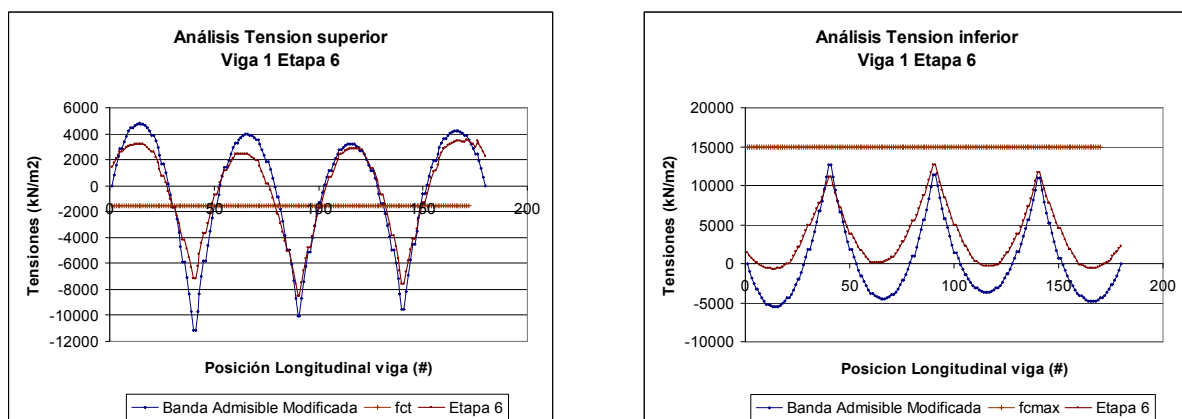 Análisis Tension superior
Viga 1 Etapa 6
Tensiones (kN/m2)
6000
4000
2000
0
-2000
-4000
-6000
-8000
-10000
-12000
0
50
100
150
200
Posición Longitudinal viga (#)
Banda Admisible Modificada
fct
Etapa 6
Análisis Tension inferior
Viga 1 Etapa 6
Tensiones (kN/m2)
20000
15000
10000
5000
0
-5000
-10000
0
50
100
150
200
Posición Longitudinal viga (#)
Banda Admisible Modificada
fcmax
Etapa 6